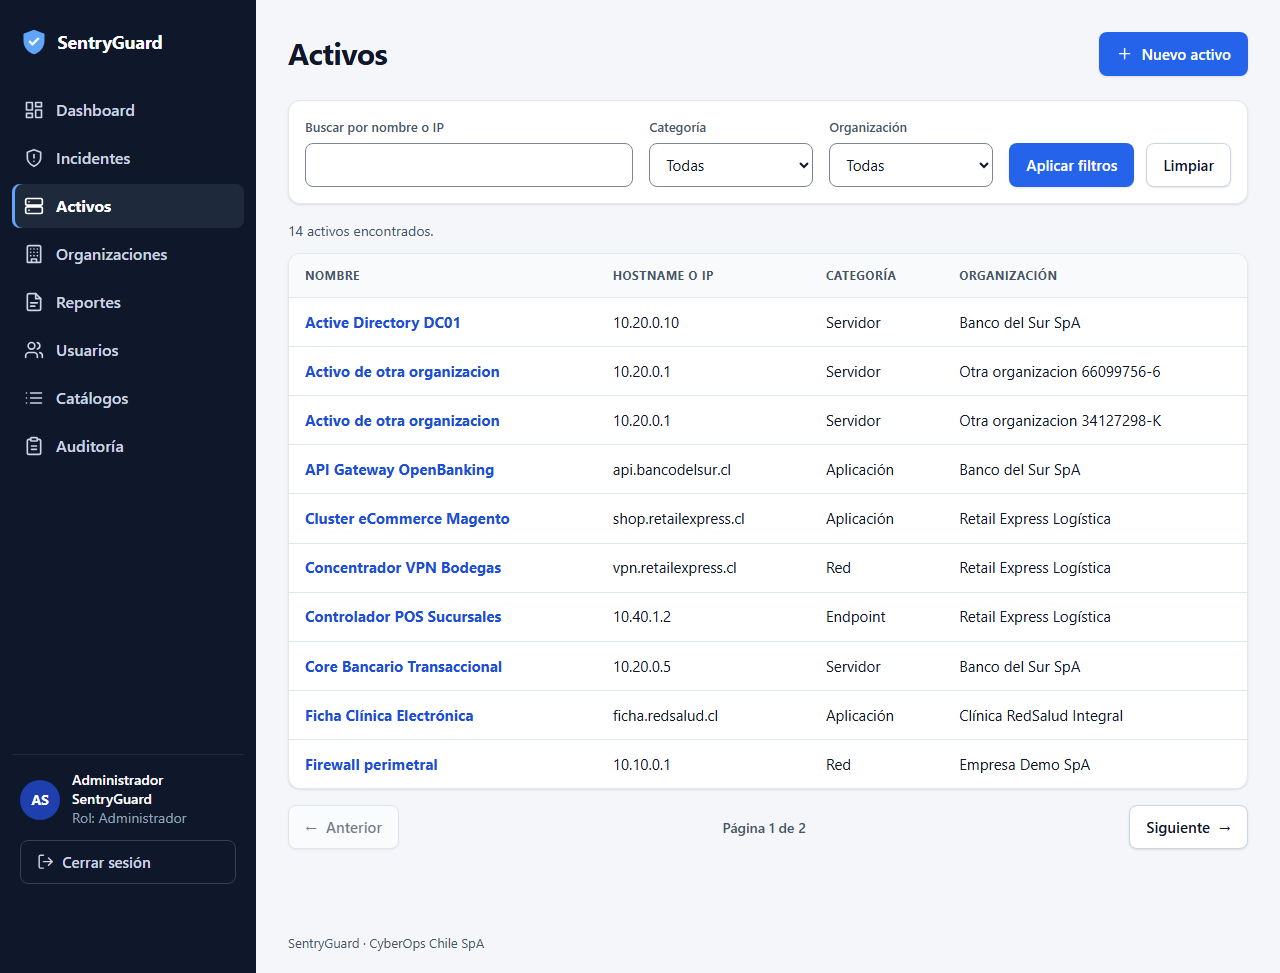 SentryGuard
Dashboard
Incidentes
Activos
Organizaciones
Reportes
Usuarios
Catálogos
Auditoría
AS
Administrador
SentryGuard
Rol: Administrador
Cerrar sesión
Activos
+ Nuevo activo
Buscar por nombre o IP
Categoría
Todas
Organización
Todas
Aplicar filtros
Limpiar
14 activos encontrados.
NOMBRE HOSTNAME O IP CATEGORÍA ORGANIZACIÓN
Active Directory DC01 10.20.0.10 Servidor Banco del Sur SpA
Activo de otra organizacion 10.20.0.1 Servidor Otra organizacion 66099756-6
Activo de otra organizacion 10.20.0.1 Servidor Otra organizacion 34127298-K
API Gateway OpenBanking api.bancodelsur.cl Aplicación Banco del Sur SpA
Cluster eCommerce Magento shop.retailexpress.cl Aplicación Retail Express Logística
Concentrador VPN Bodegas vpn.retailexpress.cl Red Retail Express Logística
Controlador POS Sucursales 10.40.1.2 Endpoint Retail Express Logística
Core Bancario Transaccional 10.20.0.5 Servidor Banco del Sur SpA
Ficha Clínica Electrónica ficha.redsalud.cl Aplicación Clínica RedSalud Integral
Firewall perimetral 10.10.0.1 Red Empresa Demo SpA
← Anterior
Página 1 de 2
Siguiente →
SentryGuard · CyberOps Chile SpA